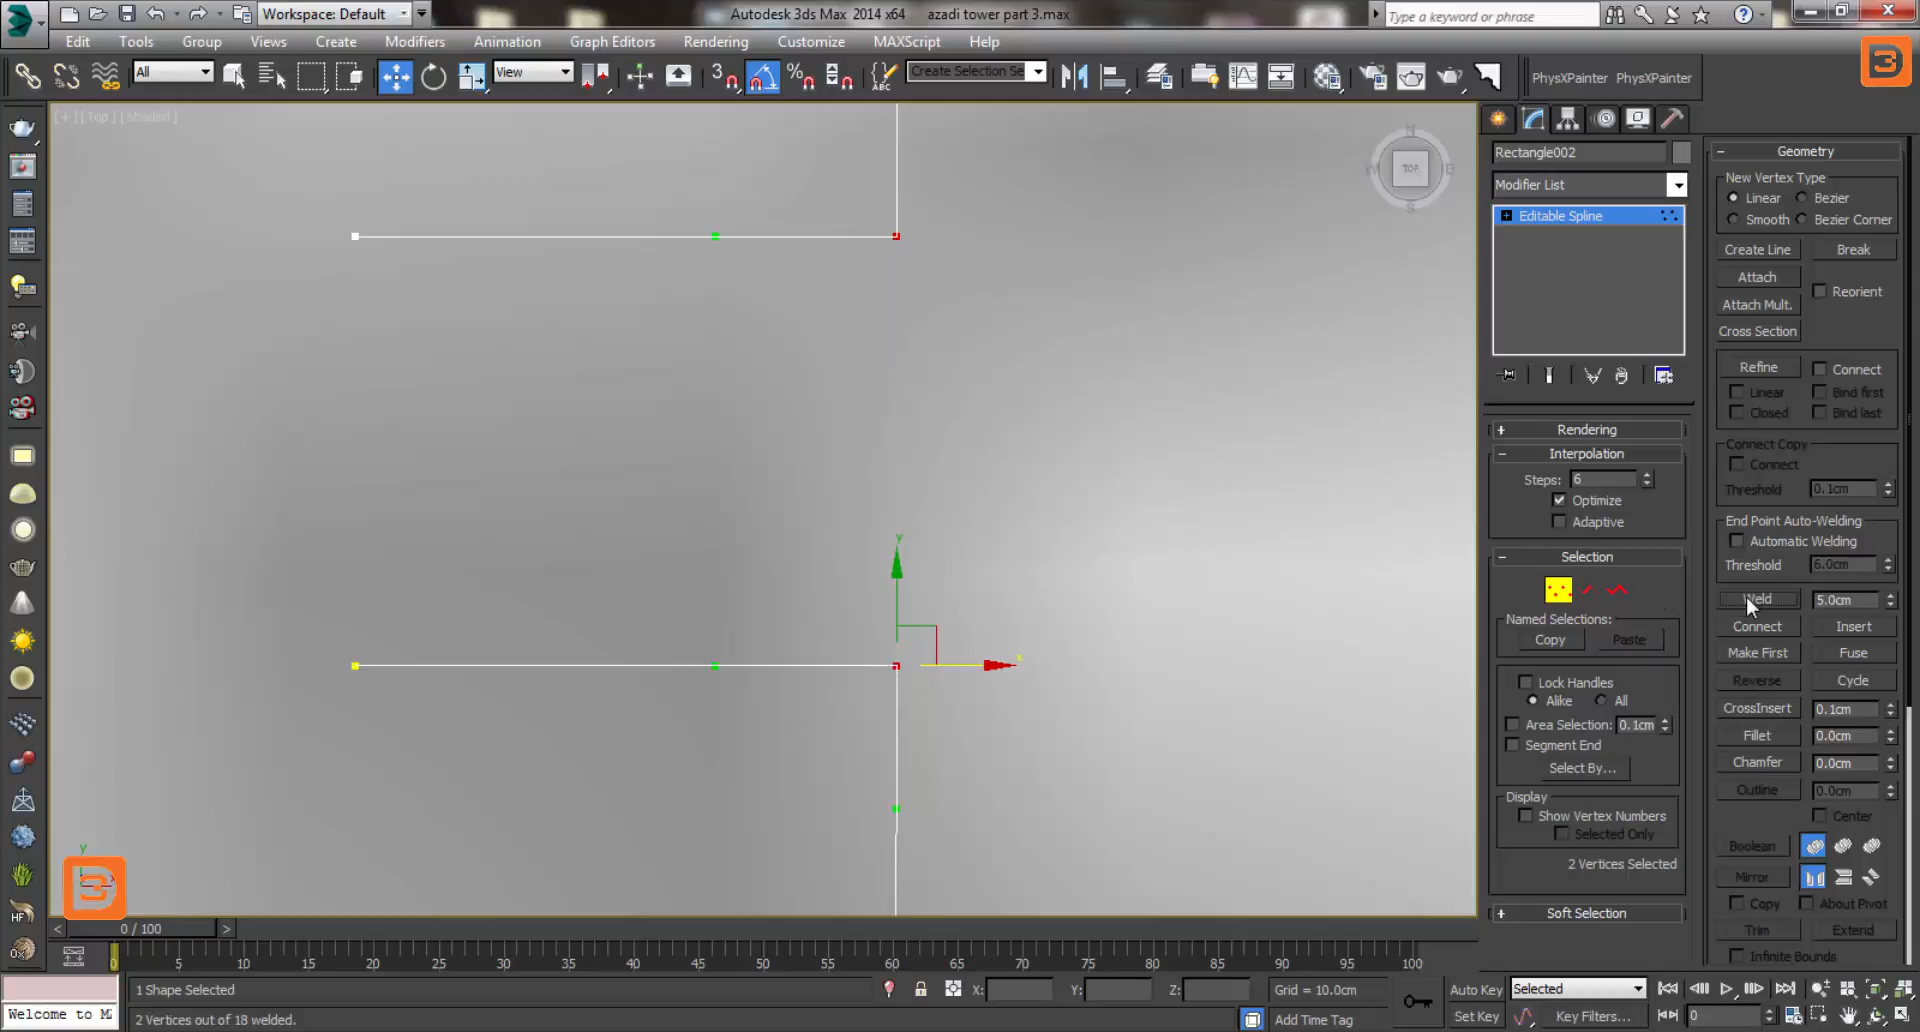 Workspace: Default
Autodesk 3ds Max 2014 x64
azadi tower part 3.max
Type a keyword or phrase
Edit
Tools
Group
Views
Create
Modifiers
Animation
Graph Editors
Rendering
Customize
MAXScript
Help
All
View
3
ABC
Create Selection Se
PhysXPainter
PhysXPainter
[+][Top][Shaded]
N
W
TOP
E
S
Rectangle002
Modifier List
Editable Spline
Rendering
Interpolation
Steps: 6
Optimize
Adaptive
Selection
Named Selections:
Copy
Paste
Lock Handles
Alike
All
Area Selection: 0.1cm
Segment End
Select By...
Display
Show Vertex Numbers
Selected Only
2 Vertices Selected
Soft Selection
Geometry
New Vertex Type
Linear
Bezier
Smooth
Bezier Corner
Create Line
Break
Attach
Attach Mult.
Reorient
Cross Section
Refine
Connect
Linear
Bind first
Closed
Bind last
Connect Copy
Connect
Threshold
0.1cm
End Point Auto-Welding
Automatic Welding
Threshold
6.0cm
Weld
5.0cm
Connect
Insert
Make First
Fuse
Reverse
Cycle
CrossInsert
0.1cm
Fillet
0.0cm
Chamfer
0.0cm
Outline
0.0cm
Center
Boolean
Mirror
Copy
About Pivot
Trim
Extend
Infinite Bounds
y
x
y
HF
0 / 100
0 5 10 15 20 25 30 35 40 45 50 55 60 65 70 75 80 85 90 95 100
1 Shape Selected
X:
Y:
Z:
Grid = 10.0cm
Auto Key
Selected
Welcome to M
2 Vertices out of 18 welded.
Add Time Tag
Set Key
Key Filters...
0